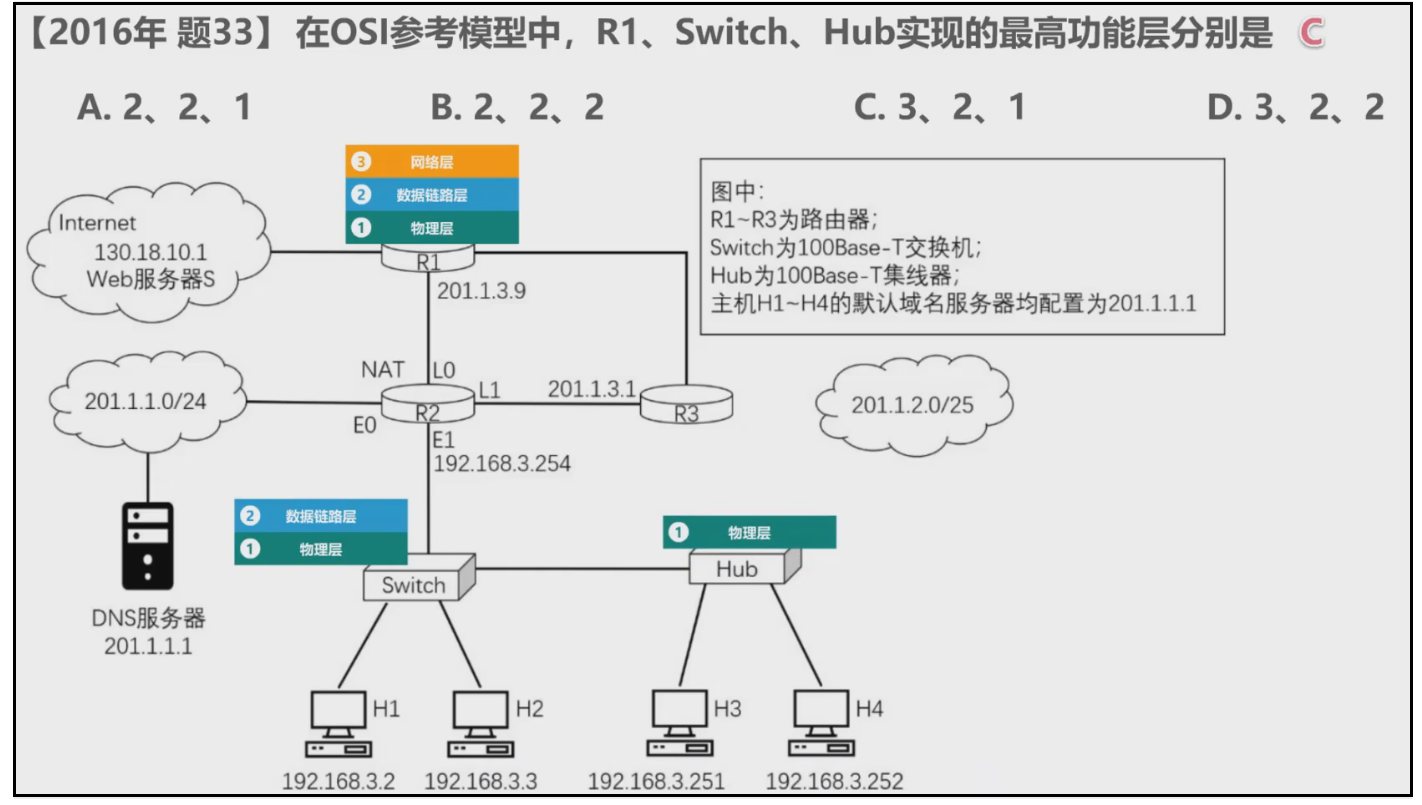 【2016年 题33】 在OSI参考模型中，R1、Switch、Hub实现的最高功能层分别是 C
A. 2、2、1 B. 2、2、2 C. 3、2、1 D. 3、2、2
3 网络层
2 数据链路层
1 物理层
R1
201.1.3.9
Internet
130.18.10.1
Web服务器S
图中：
R1~R3为路由器；
Switch为100Base-T交换机；
Hub为100Base-T集线器；
主机H1~H4的默认域名服务器均配置为201.1.1.1
201.1.1.0/24
NAT L0
R2
L1
E0
E1
192.168.3.254
201.1.3.1
R3
201.1.2.0/25
DNS服务器
201.1.1.1
2 数据链路层
1 物理层
Switch
1 物理层
Hub
H1
192.168.3.2
H2
192.168.3.3
H3
192.168.3.251
H4
192.168.3.252